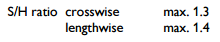 S/H ratio crosswise max. 1.3
lengthwise max. 1.4